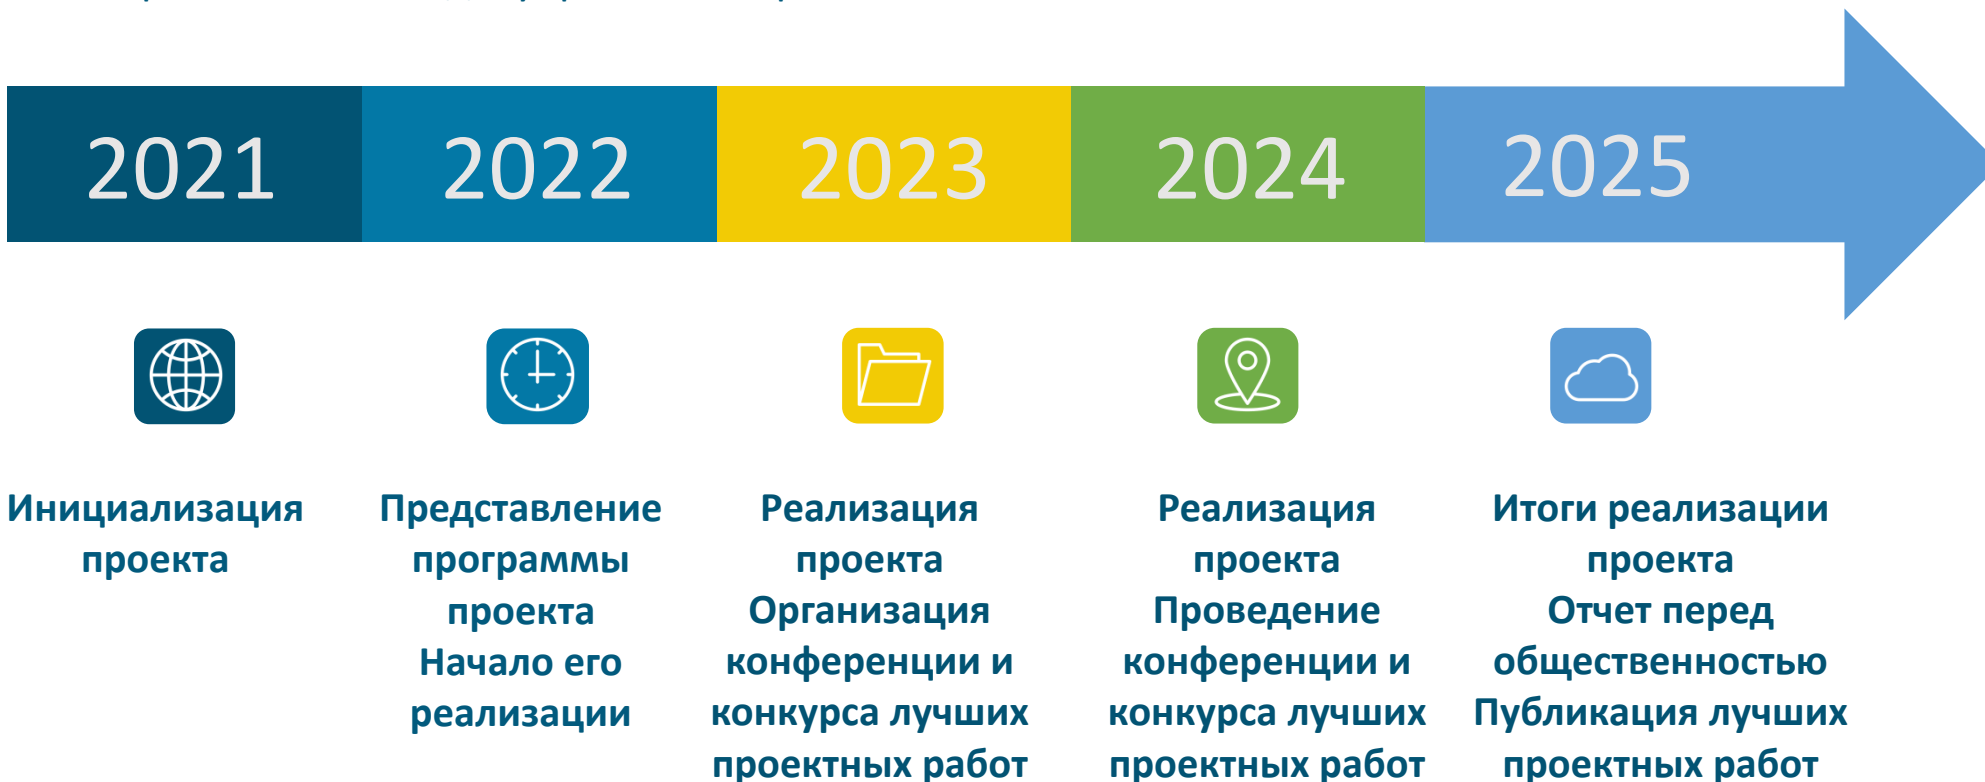 2021
2022
2023
2024
2025
Инициализация
проекта
Представление
программы
проекта
Начало его
реализации
Реализация
проекта
Организация
конференции и
конкурса лучших
проектных работ
Реализация
проекта
Проведение
конференции и
конкурса лучших
проектных работ
Итоги реализации
проекта
Отчет перед
общественностью
Публикация лучших
проектных работ